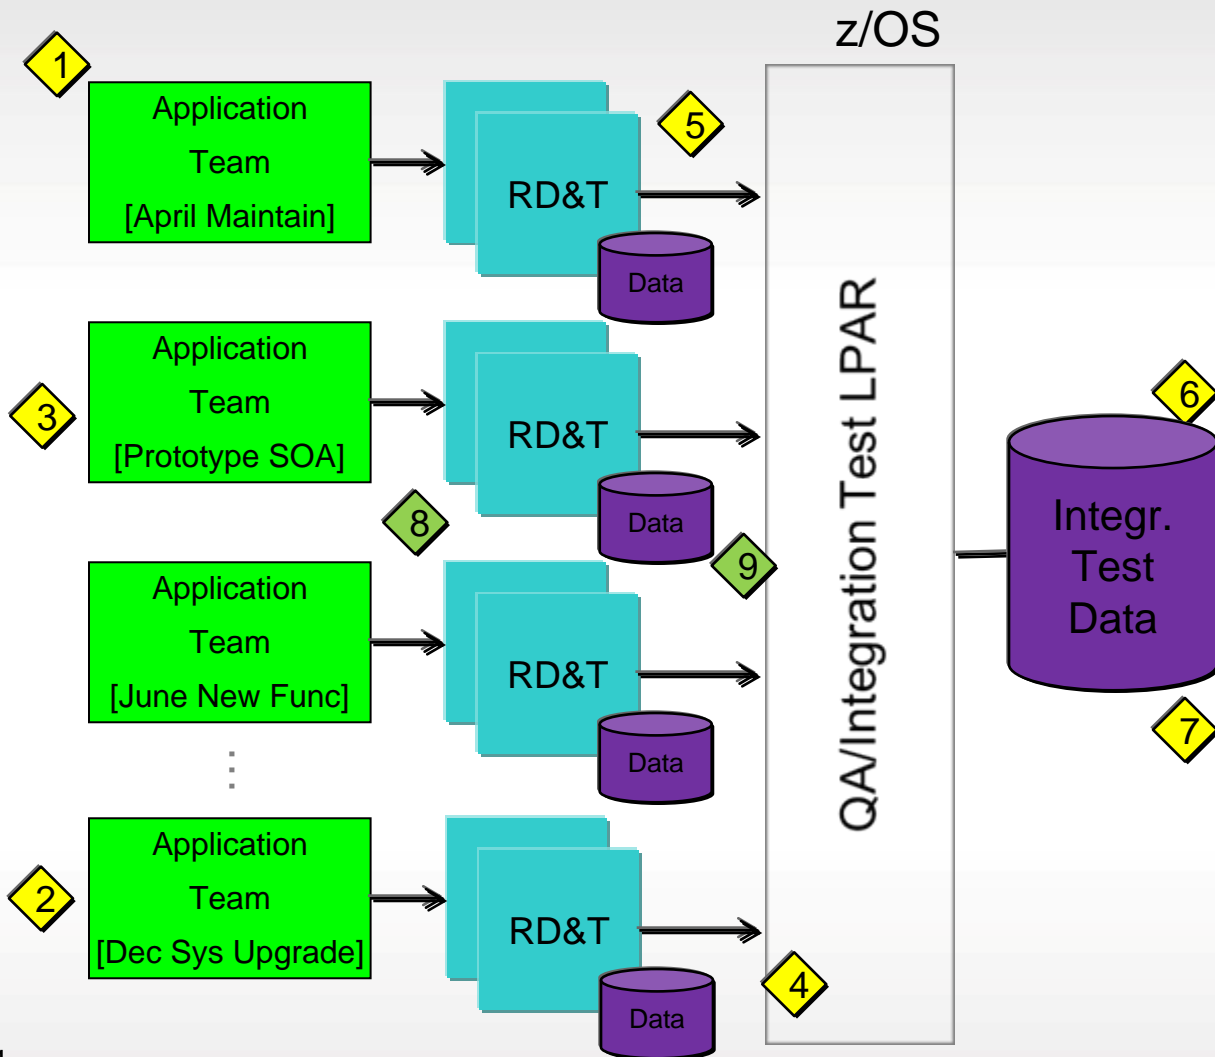 z/OS
1
Application
Team
[April Maintain]
RD&T
Data
5
3
Application
Team
[Prototype SOA]
RD&T
Data
8
9
Application
Team
[June New Func]
RD&T
Data
...
2
Application
Team
[Dec Sys Upgrade]
RD&T
Data
4
QA/Integration Test LPAR
6
Integr.
Test
Data
7